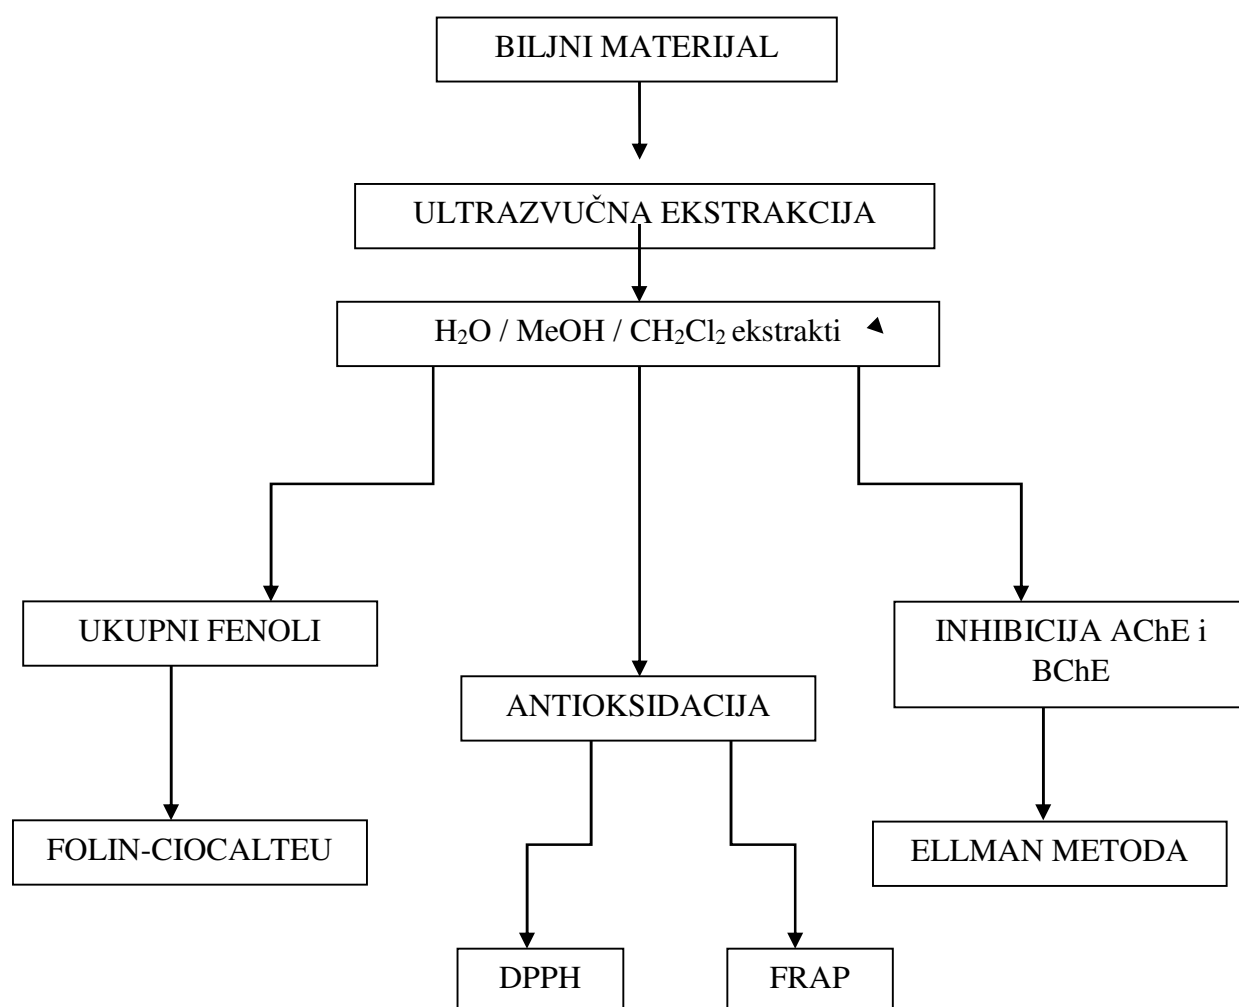 BILJNI MATERIJAL
ULTRAZVUČNA EKSTRAKCIJA
H₂O / MeOH / CH₂Cl₂ ekstrakti
UKUPNI FENOLI
INHIBICIJA AChE i
BChE
ANTIOKSIDACIJA
FOLIN-CIOCALTEU
ELLMAN METODA
DPPH
FRAP